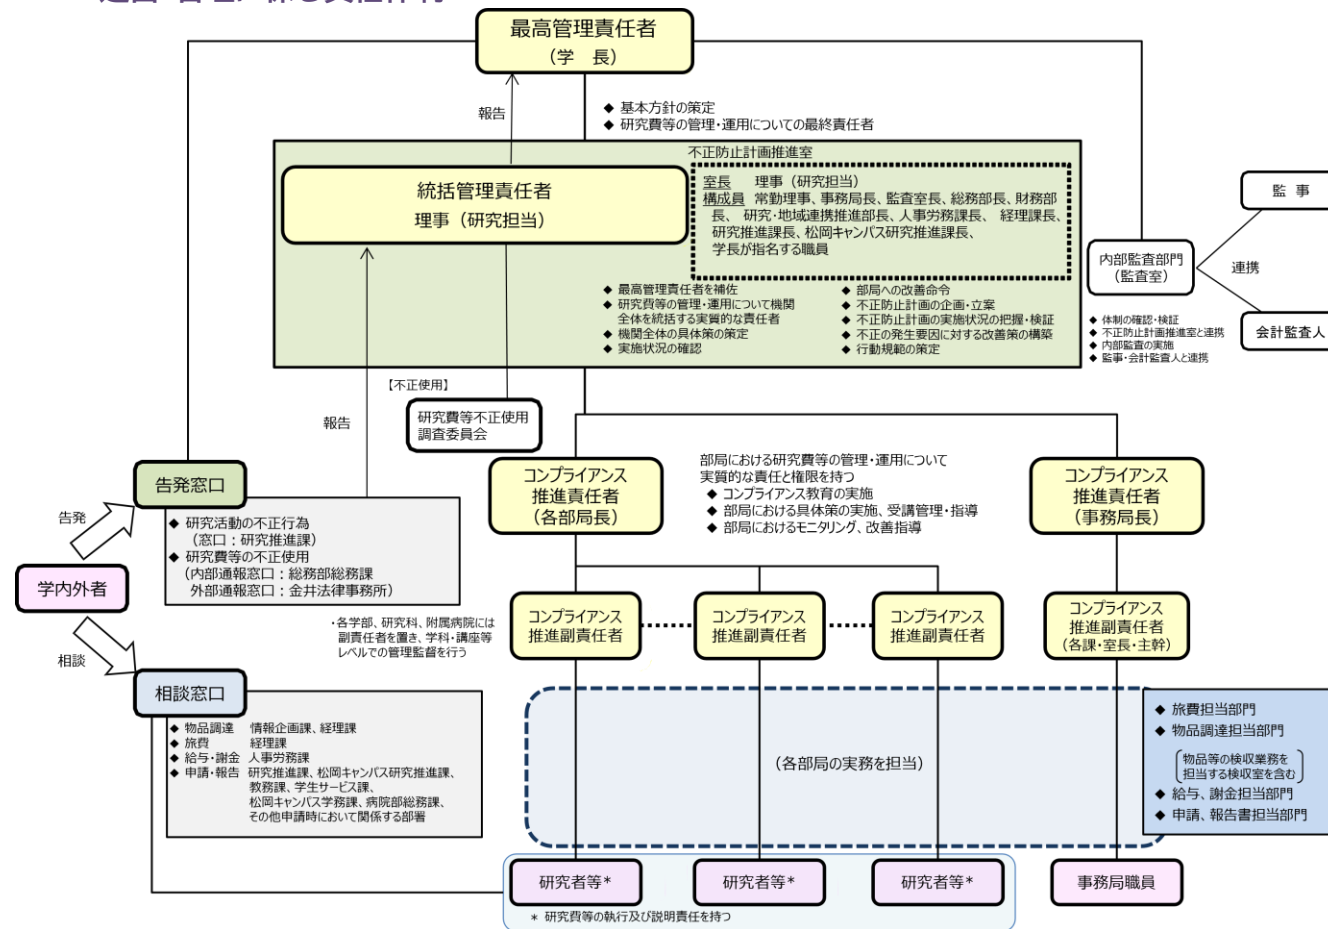 最高管理責任者
（学　長）
報告
◆ 基本方針の策定
◆ 研究費等の管理・運用についての最終責任者
不正防止計画推進室
統括管理責任者
理事（研究担当）
室長　理事（研究担当）
構成員　常勤理事、事務局長、監査室長、総務部長、財務部
長、 研究・地域連携推進部長、人事労務課長、 経理課長、
研究推進課長、松岡キャンパス研究推進課長、
学長が指名する職員
◆ 最高管理責任者を補佐
◆ 研究費等の管理・運用について機関
全体を統括する実質的な責任者
◆ 機関全体の具体策の策定
◆ 実施状況の確認
◆ 部局への改善命令
◆ 不正防止計画の企画・立案
◆ 不正防止計画の実施状況の把握・検証
◆ 不正の発生要因に対する改善策の構築
◆ 行動規範の策定
監 事
内部監査部門
（監査室）
連携
会計監査人
◆ 体制の確認・検証
◆ 不正防止計画推進室と連携
◆ 内部監査の実施
◆ 監事・会計監査人と連携
【不正使用】
研究費等不正使用
調査委員会
報告
告発窓口
告発
◆ 研究活動の不正行為
（窓口：研究推進課）
◆ 研究費等の不正使用
（内部通報窓口：総務部総務課
外部通報窓口：金井法律事務所）
学内外者
相談
コンプライアンス
推進責任者
（各部局長）
部局における研究費等の管理・運用について
実質的な責任と権限を持つ
◆ コンプライアンス教育の実施
◆ 部局における具体策の実施、受講管理・指導
◆ 部局におけるモニタリング、改善指導
コンプライアンス
推進責任者
（事務局長）
・各学部、研究科、附属病院には
副責任者を置き、学科・講座等
レベルでの管理監督を行う
コンプライアンス
推進副責任者
コンプライアンス
推進副責任者
コンプライアンス
推進副責任者
コンプライアンス
推進副責任者
（各課・室長・主幹）
相談窓口
◆ 物品調達　情報企画課、経理課
◆ 旅費　経理課
◆ 給与・謝金　人事労務課
◆ 申請・報告　研究推進課、松岡キャンパス研究推進課、
教務課、学生サービス課、
松岡キャンパス学務課、病院部総務課、
その他申請時において関係する部署
（各部局の実務を担当）
◆ 旅費担当部門
◆ 物品調達担当部門
（物品等の検収業務を
担当する検収室を含む）
◆ 給与、謝金担当部門
◆ 申請、報告書担当部門
研究者等*
研究者等*
研究者等*
事務局職員
* 研究費等の執行及び説明責任を持つ